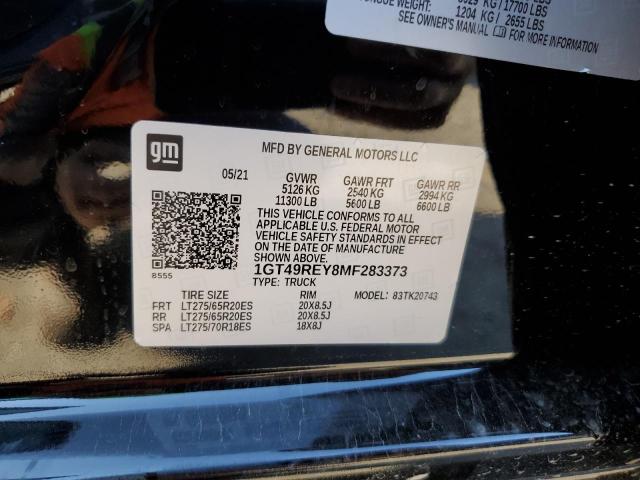 KG/17700 LBS
TONGUE WEIGHT: 1204 KG / 2655 LBS
SEE OWNER'S MANUAL FOR MORE INFORMATION
gm
MFD BY GENERAL MOTORS LLC
05/21 GVWR GAWR FRT GAWR RR
5126 KG 2540 KG 2994 KG
11300 LB 5600 LB 6600 LB
THIS VEHICLE CONFORMS TO ALL
APPLICABLE U.S. FEDERAL MOTOR
VEHICLE SAFETY STANDARDS IN EFFECT
ON THE DATE OF MANUFACTURE
SHOWN ABOVE.
8555 1GT49REY8MF283373
TYPE: TRUCK
TIRE SIZE RIM MODEL: 83TK20743
FRT LT275/65R20ES 20X8.5J
RR LT275/65R20ES 20X8.5J
SPA LT275/70R18ES 18X8J